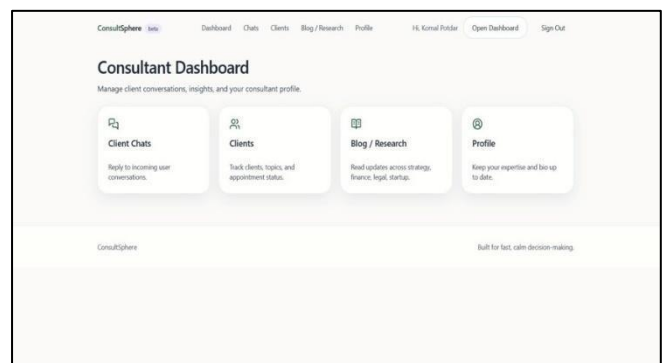 ConsultSphere beta Dashboard Chats Clients Blog / Research Profile Hi, Komal Potdar Open Dashboard Sign Out
Consultant Dashboard
Manage client conversations, insights, and your consultant profile.
Client Chats
Reply to incoming user
conversations.
Clients
Track clients, topics, and
appointment status.
Blog / Research
Read updates across strategy,
finance, legal, startup.
Profile
Keep your expertise and bio up
to date.
ConsultSphere Built for fast, calm decision-making.